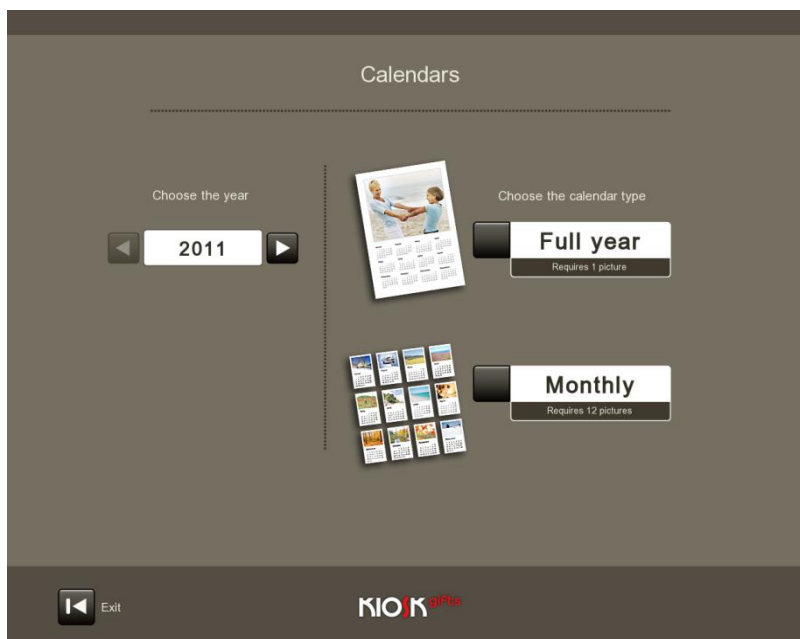 Calendars
Choose the year
2011
Choose the calendar type
Full year
Requires 1 picture
Monthly
Requires 12 pictures
Exit
KIOSK gifts